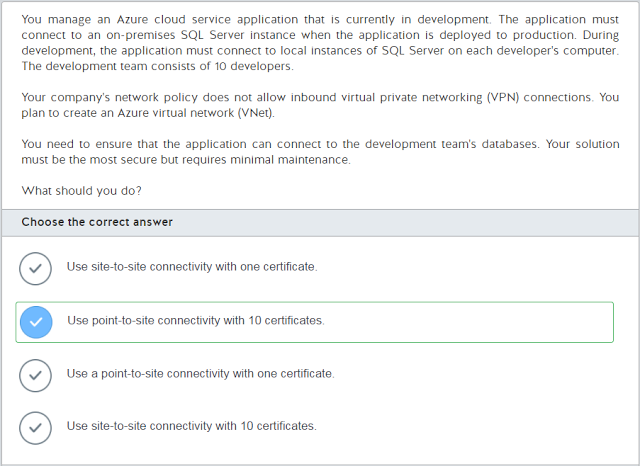 You manage an Azure cloud service application that is currently in development. The application must
connect to an on-premises SQL Server instance when the application is deployed to production. During
development, the application must connect to local instances of SQL Server on each developer's computer.
The development team consists of 10 developers.
Your company's network policy does not allow inbound virtual private networking (VPN) connections. You
plan to create an Azure virtual network (VNet).
You need to ensure that the application can connect to the development team's databases. Your solution
must be the most secure but requires minimal maintenance.
What should you do?
Choose the correct answer
Use site-to-site connectivity with one certificate.
Use point-to-site connectivity with 10 certificates.
Use a point-to-site connectivity with one certificate.
Use site-to-site connectivity with 10 certificates.